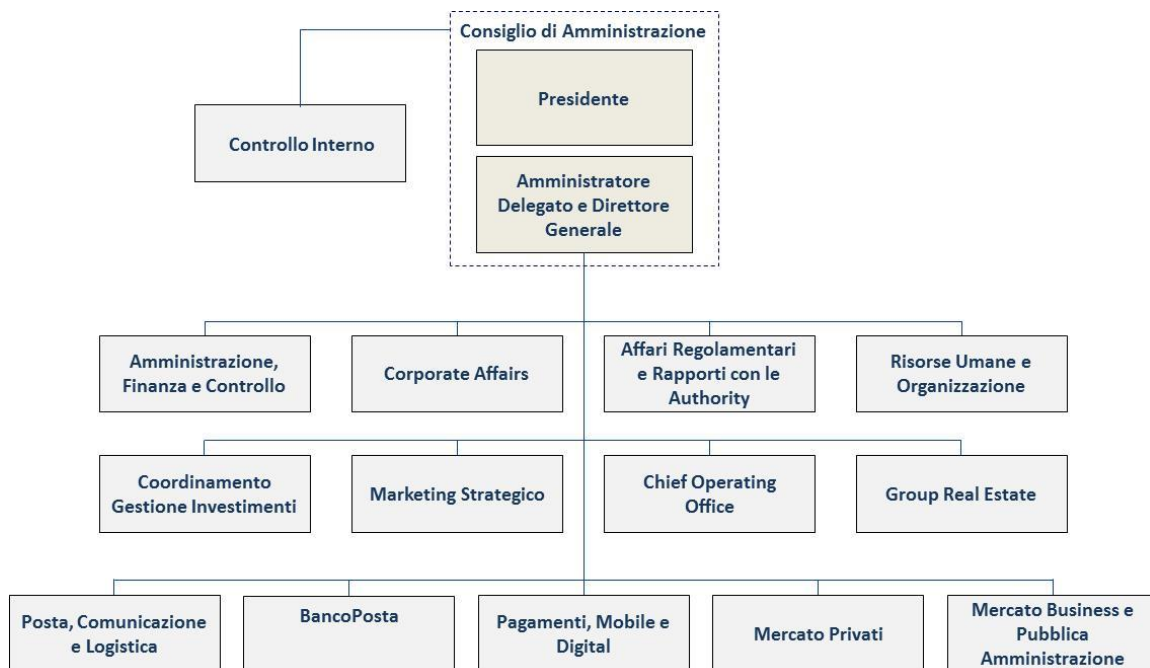 Consiglio di Amministrazione
Presidente
Controllo Interno
Amministratore
Delegato e Direttore
Generale
Amministrazione,
Finanza e Controllo
Corporate Affairs
Affari Regolamentari
e Rapporti con le
Authority
Risorse Umane e
Organizzazione
Coordinamento
Gestione Investimenti
Marketing Strategico
Chief Operating
Office
Group Real Estate
Posta, Comunicazione
e Logistica
BancoPosta
Pagamenti, Mobile e
Digital
Mercato Privati
Mercato Business e
Pubblica
Amministrazione